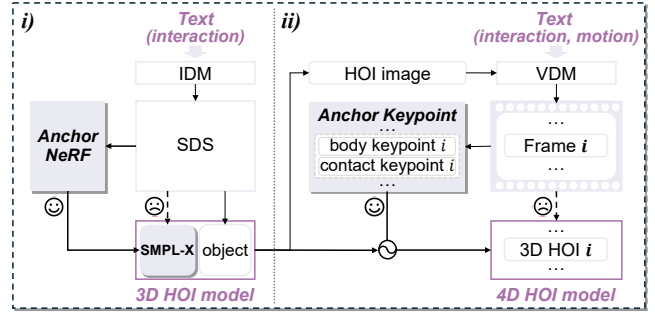 i)
Text
(interaction)
IDM
Anchor
NeRF
SDS
SMPL-X
object
3D HOI model
ii)
Text
(interaction, motion)
HOI image
VDM
Anchor Keypoint
...
body keypoint i
contact keypoint i
...
...
Frame i
...
...
3D HOI i
...
4D HOI model